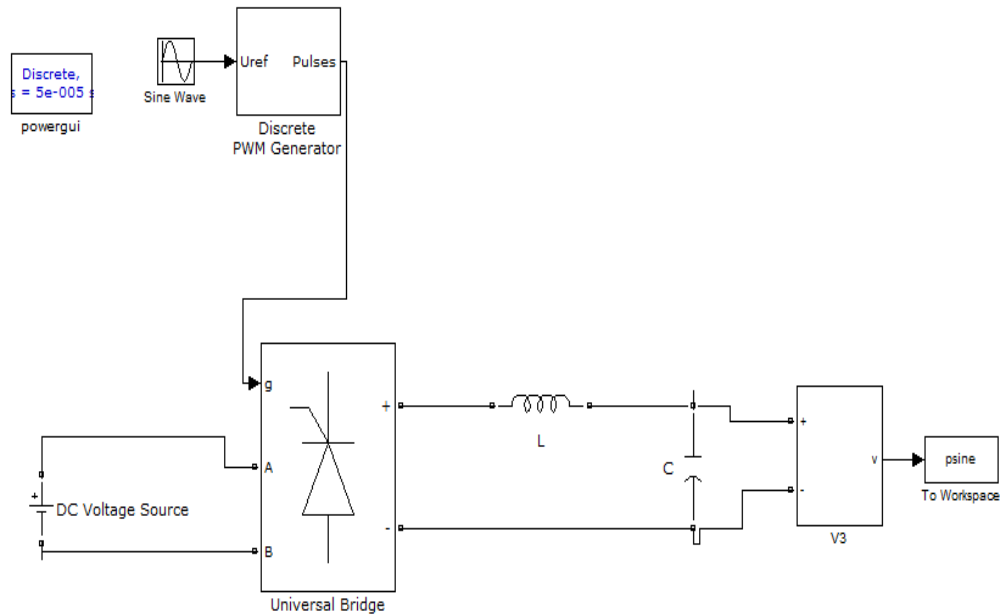 Discrete,
s = 5e-005 s
powergui
Sine Wave
Uref
Pulses
Discrete
PWM Generator
g
A
B
+
-
Universal Bridge
+
DC Voltage Source
L
C
+
-
v
V3
psine
To Workspace